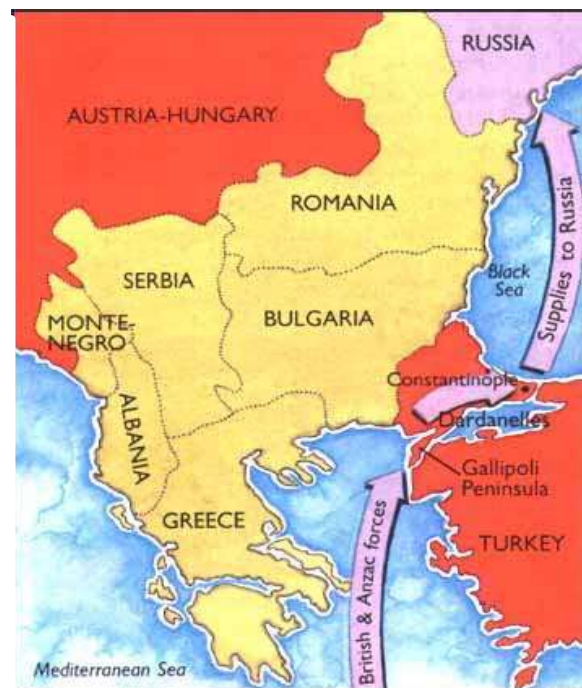 RUSSIA
AUSTRIA-HUNGARY
ROMANIA
Supplies to Russia
Black
Sea
SERBIA
BULGARIA
MONTE-
NEGRO
Constantinople
ALBANIA
Dardanelles
Gallipoli
Peninsula
GREECE
British & Anzac forces
TURKEY
Mediterranean Sea